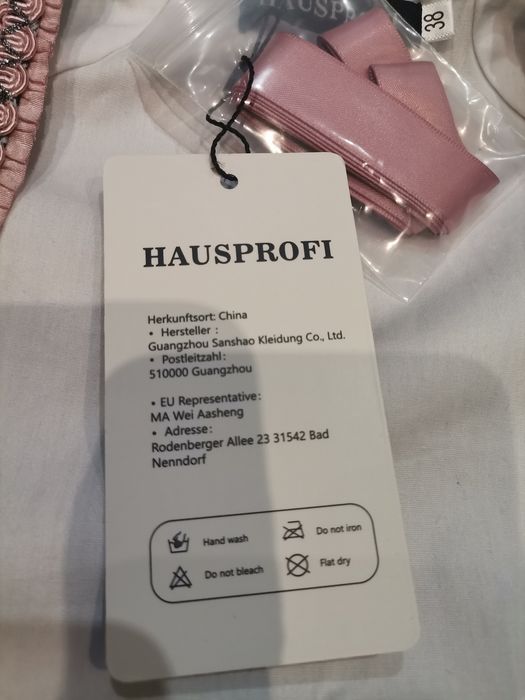 HAUSPROFI
38
HAUSPROFI
Herkunftsort: China
• Hersteller :
Guangzhou Sanshao Kleidung Co., Ltd.
• Postleitzahl:
510000 Guangzhou
• EU Representative:
MA Wei Aasheng
• Adresse:
Rodenberger Allee 23 31542 Bad
Nenndorf
Hand wash
Do not iron
Do not bleach
Flat dry